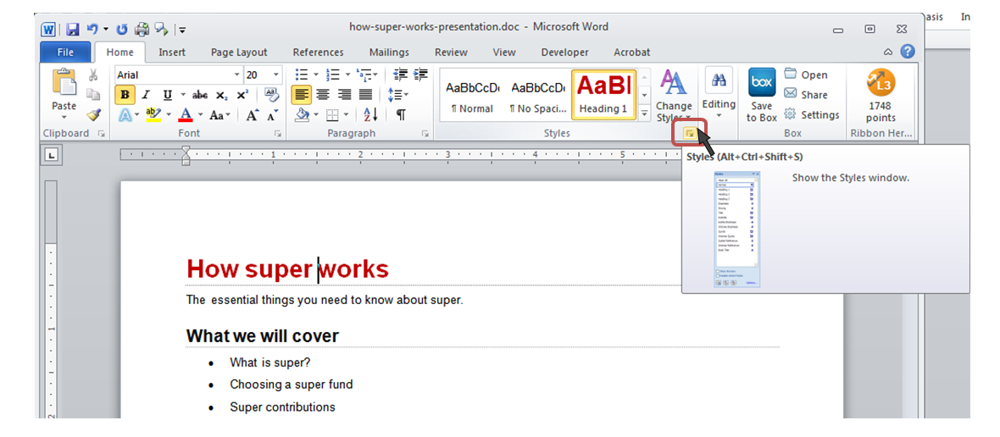 asis In
how-super-works-presentation.doc - Microsoft Word
File Home Insert Page Layout References Mailings Review View Developer Acrobat
Arial 20
AaBbCcDc AaBbCcDc AaBl
Paste
¶ Normal ¶ No Spaci... Heading 1
Change Styles
Editing
box
Save to Box
Open
Share
Settings
L3
1748 points
Clipboard Font Paragraph Styles Box Ribbon Her...
L 1 2 3 4 5
Styles (Alt+Ctrl+Shift+S)
Show the Styles window.
How super works
The essential things you need to know about super.
What we will cover
• What is super?
• Choosing a super fund
• Super contributions